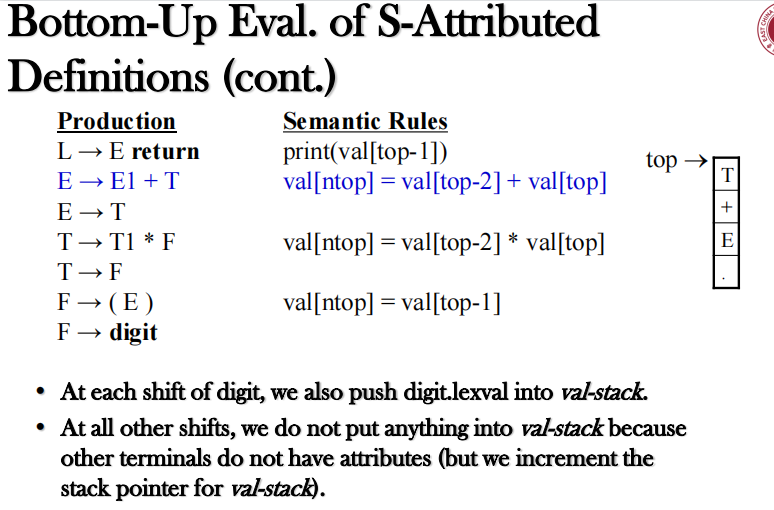 Bottom-Up Eval. of S-Attributed
Definitions (cont.)
Production Semantic Rules
L → E return print(val[top-1])
E → E1 + T val[ntop] = val[top-2] + val[top]
E → T
T → T1 * F val[ntop] = val[top-2] * val[top]
T → F
F → ( E ) val[ntop] = val[top-1]
F → digit
top →
T
+
E
.
• At each shift of digit, we also push digit.lexval into val-stack.
• At all other shifts, we do not put anything into val-stack because
other terminals do not have attributes (but we increment the
stack pointer for val-stack).
EAST CHINA